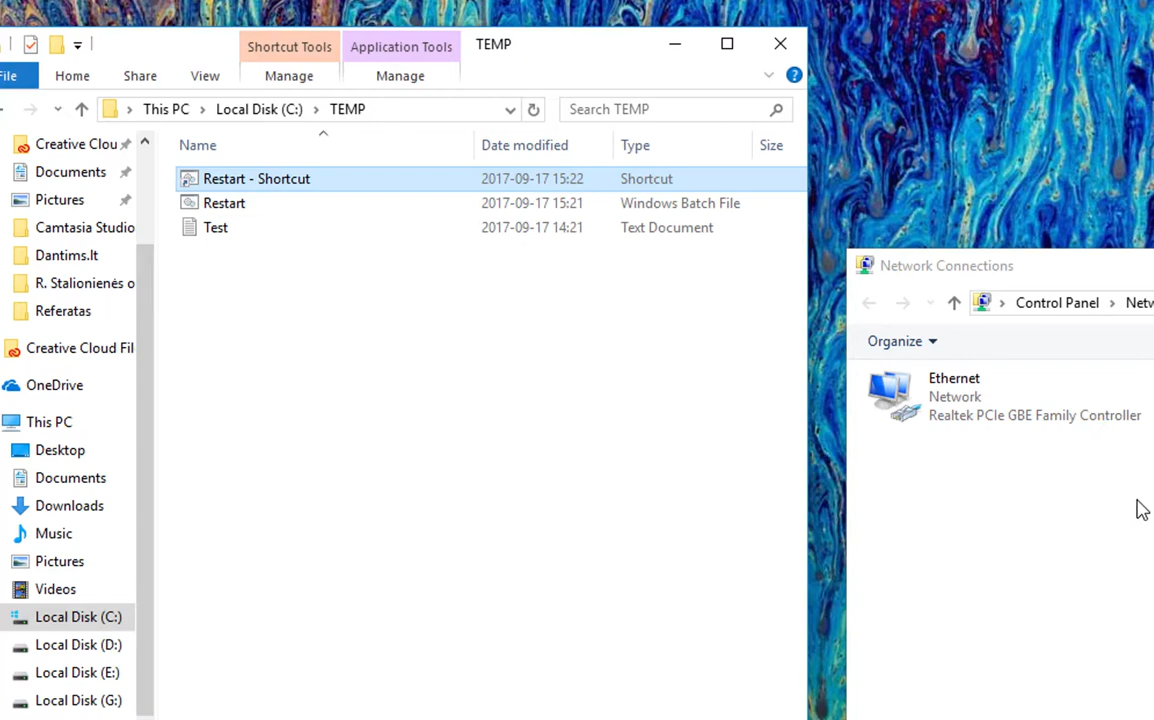 Shortcut Tools
Application Tools
TEMP
File
Home
Share
View
Manage
Manage
This PC
Local Disk (C:)
TEMP
Search TEMP
Name
Date modified
Type
Size
Restart - Shortcut
2017-09-17 15:22
Shortcut
Restart
2017-09-17 15:21
Windows Batch File
Test
2017-09-17 14:21
Text Document
Creative Clou
Documents
Pictures
Camtasia Studio
Dantims.lt
R. Stalionienės o
Referatas
Creative Cloud Fil
OneDrive
This PC
Desktop
Documents
Downloads
Music
Pictures
Videos
Local Disk (C:)
Local Disk (D:)
Local Disk (E:)
Local Disk (G:)
Network Connections
Control Panel
Netw
Organize
Ethernet
Network
Realtek PCIe GBE Family Controller